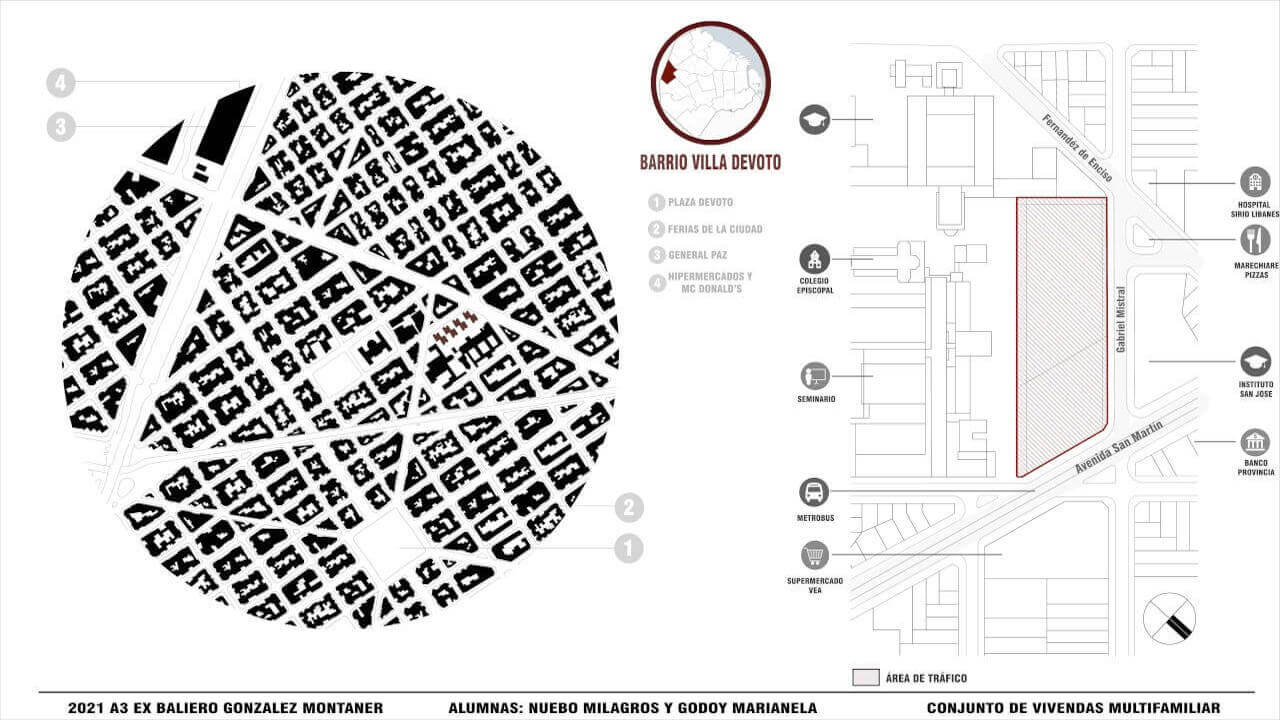 4
3
BARRIO VILLA DEVOTO
1 PLAZA DEVOTO
2 FERIAS DE LA CIUDAD
3 GENERAL PAZ
4 HIPERMERCADOS Y
MC DONALD'S
2
1
Fernandéz de Enciso
Gabriel Mistral
Avenida San Martín
COLEGIO
EPISCOPAL
SEMINARIO
METROBUS
SUPERMERCADO
VEA
HOSPITAL
SIRIO LIBANES
MARECHIARE
PIZZAS
INSTITUTO
SAN JOSE
BANCO
PROVINCIA
ÁREA DE TRÁFICO
2021 A3 EX BALIERO GONZALEZ MONTANER
ALUMNAS: NUEBO MILAGROS Y GODOY MARIANELA
CONJUNTO DE VIVENDAS MULTIFAMILIAR